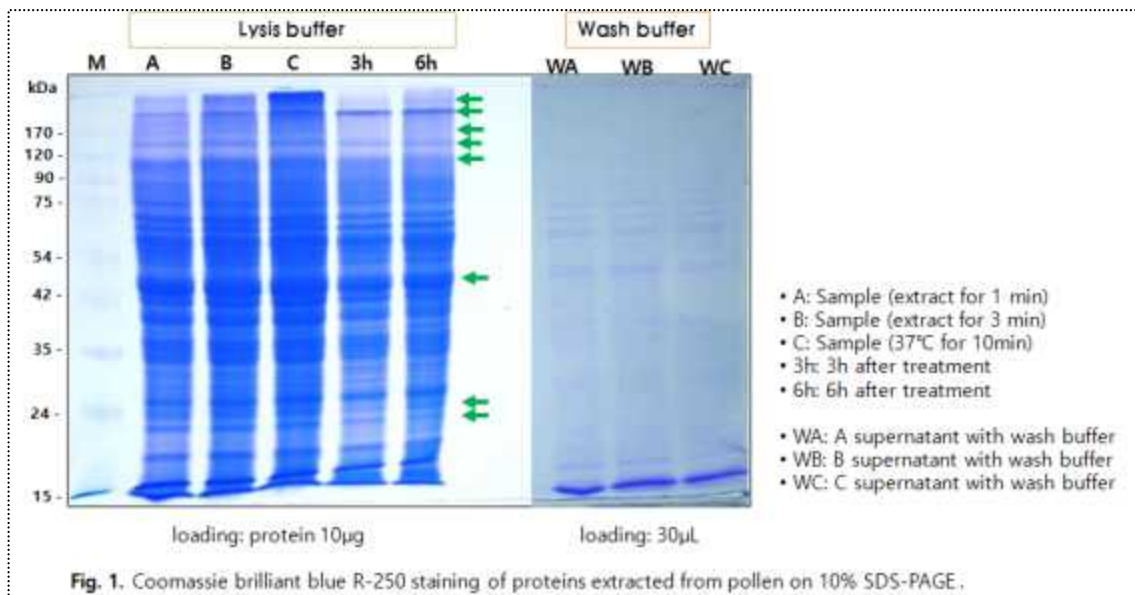 Lysis buffer
Wash buffer
M A B C 3h 6h
WA WB WC
kDa
170 -
120 -
90 -
75 -
54 -
42 -
35 -
24 -
15 -
• A: Sample (extract for 1 min)
• B: Sample (extract for 3 min)
• C: Sample (37℃ for 10min)
• 3h: 3h after treatment
• 6h: 6h after treatment
• WA: A supernatant with wash buffer
• WB: B supernatant with wash buffer
• WC: C supernatant with wash buffer
loading: protein 10μg
loading: 30μL
Fig. 1. Coomassie brilliant blue R-250 staining of proteins extracted from pollen on 10% SDS-PAGE.